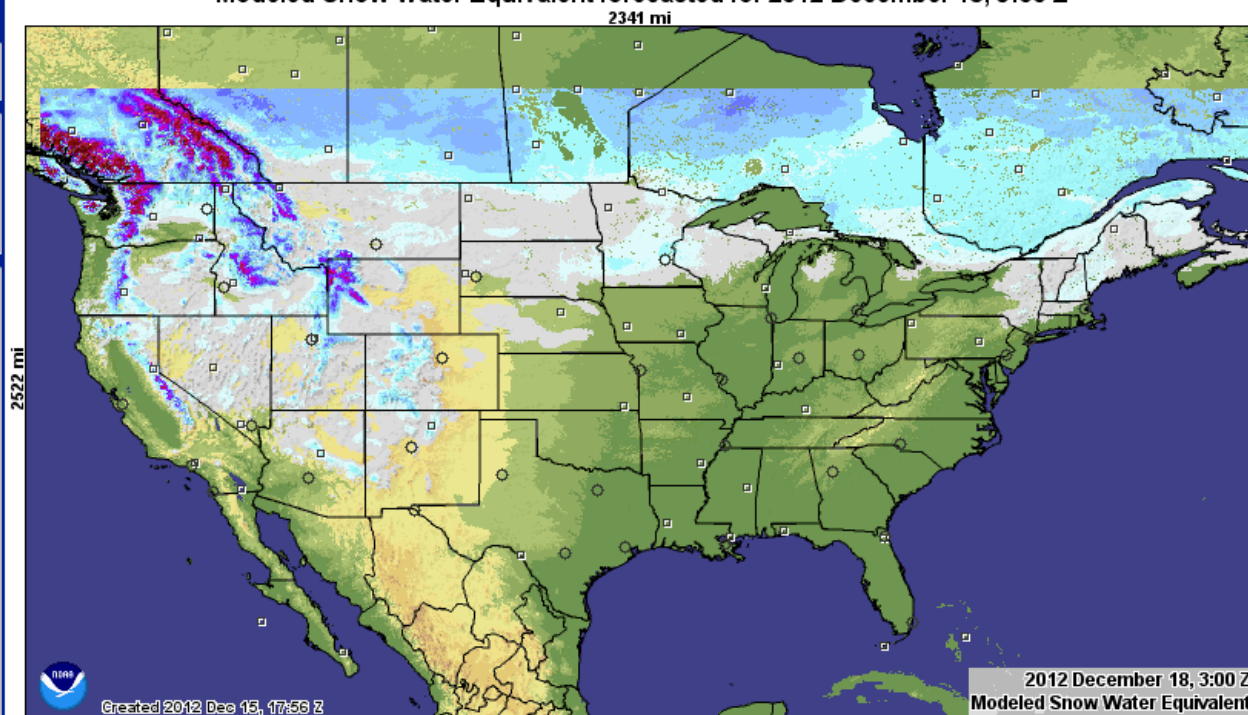 2341 mi
2522 mi
NOAA
Created 2012 Dec 15, 17:56 Z
2012 December 18, 3:00 Z
Modeled Snow Water Equivalent